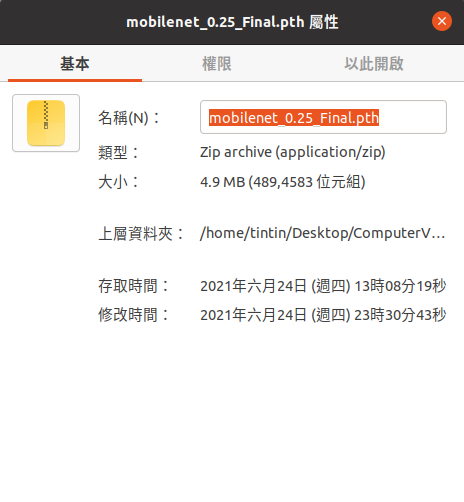 mobilenet_0.25_Final.pth 屬性
基本 權限 以此開啟
名稱(N)： mobilenet_0.25_Final.pth
類型： Zip archive (application/zip)
大小： 4.9 MB (489,4583 位元組)
上層資料夾： /home/tintin/Desktop/ComputerV…
存取時間： 2021年六月24日 (週四) 13時08分19秒
修改時間： 2021年六月24日 (週四) 23時30分43秒